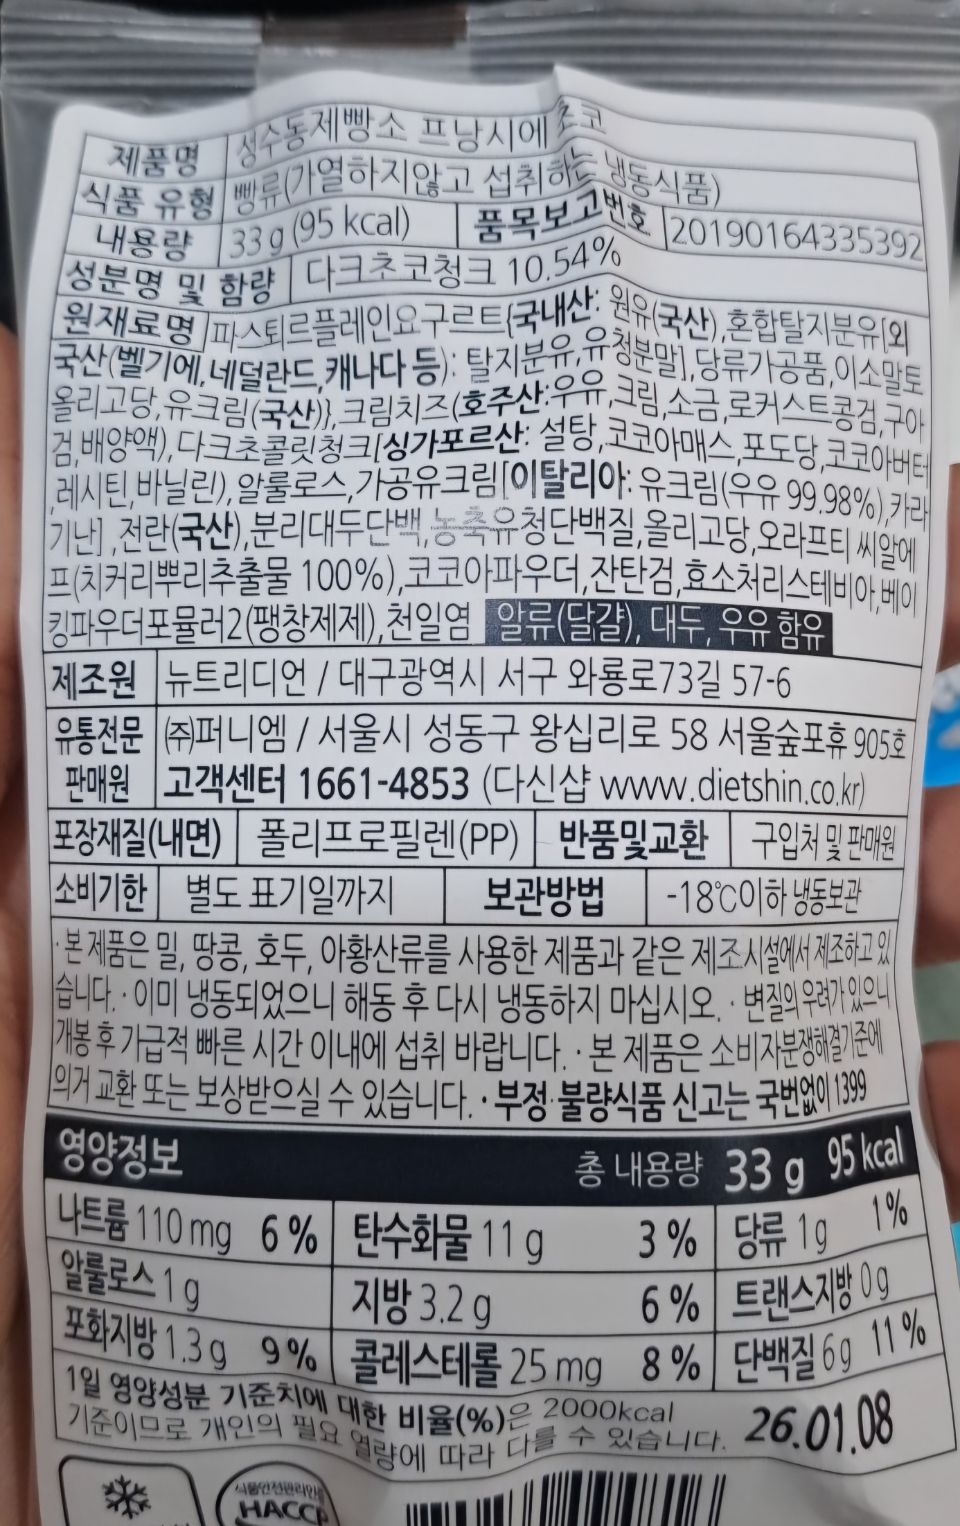 제품명 성수동제빵소 프낭시에 초코
식품 유형 빵류(가열하지않고 섭취하는 냉동식품)
내용량 33 g (95 kcal) 품목보고번호 20190164335392
성분명 및 함량 다크초코청크 10.54%
원재료명 파스퇴르플레인요구르트{국내산: 원유(국산),혼합탈지분유[외
국산(벨기에,네덜란드,캐나다 등): 탈지분유,유청분말],당류가공품,이소말토
올리고당,유크림(국산)},크림치즈(호주산:우유,크림,소금,로커스트콩검,구아
검,배양액),다크초콜릿청크[싱가포르산: 설탕,코코아매스,포도당,코코아버터
,레시틴,바닐린),알룰로스,가공유크림[이탈리아: 유크림(우유 99.98%),카라
기난],전란(국산),분리대두단백,농축유청단백질,올리고당,오라프티 씨알에
프(치커리뿌리추출물 100%),코코아파우더,잔탄검,효소처리스테비아,베이
킹파우더포뮬러2(팽창제제),천일염 알류(달걀), 대두, 우유 함유
제조원 뉴트리디언 / 대구광역시 서구 와룡로73길 57-6
유통전문 ㈜퍼니엠 / 서울시 성동구 왕십리로 58 서울숲포휴 905호
판매원 고객센터 1661-4853 (다신샵 www.dietshin.co.kr)
포장재질(내면) 폴리프로필렌(PP) 반품및교환 구입처 및 판매원
소비기한 별도 표기일까지 보관방법 -18℃이하 냉동보관
·본 제품은 밀, 땅콩, 호두, 아황산류를 사용한 제품과 같은 제조시설에서 제조하고 있
습니다. ·이미 냉동되었으니 해동 후 다시 냉동하지 마십시오. ·변질의 우려가 있으니
개봉 후 가급적 빠른 시간 이내에 섭취 바랍니다. ·본 제품은 소비자분쟁해결기준에
의거 교환 또는 보상받으실 수 있습니다. ·부정·불량식품 신고는 국번없이 1399
영양정보 총 내용량 33 g 95 kcal
나트륨 110 mg 6% 탄수화물 11 g 3% 당류 1g 1%
알룰로스 1 g 지방 3.2 g 6% 트랜스지방 0g
포화지방 1.3 g 9% 콜레스테롤 25 mg 8% 단백질 6g 11%
1일 영양성분 기준치에 대한 비율(%)은 2000kcal
기준이므로 개인의 필요 열량에 따라 다를 수 있습니다. 26.01.08
식품안전관리인증
HACCP